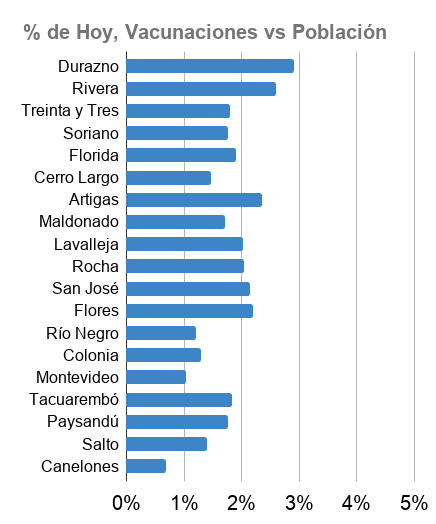 % de Hoy, Vacunaciones vs Población
Durazno
Rivera
Treinta y Tres
Soriano
Florida
Cerro Largo
Artigas
Maldonado
Lavalleja
Rocha
San José
Flores
Río Negro
Colonia
Montevideo
Tacuarembó
Paysandú
Salto
Canelones
0% 1% 2% 3% 4% 5%